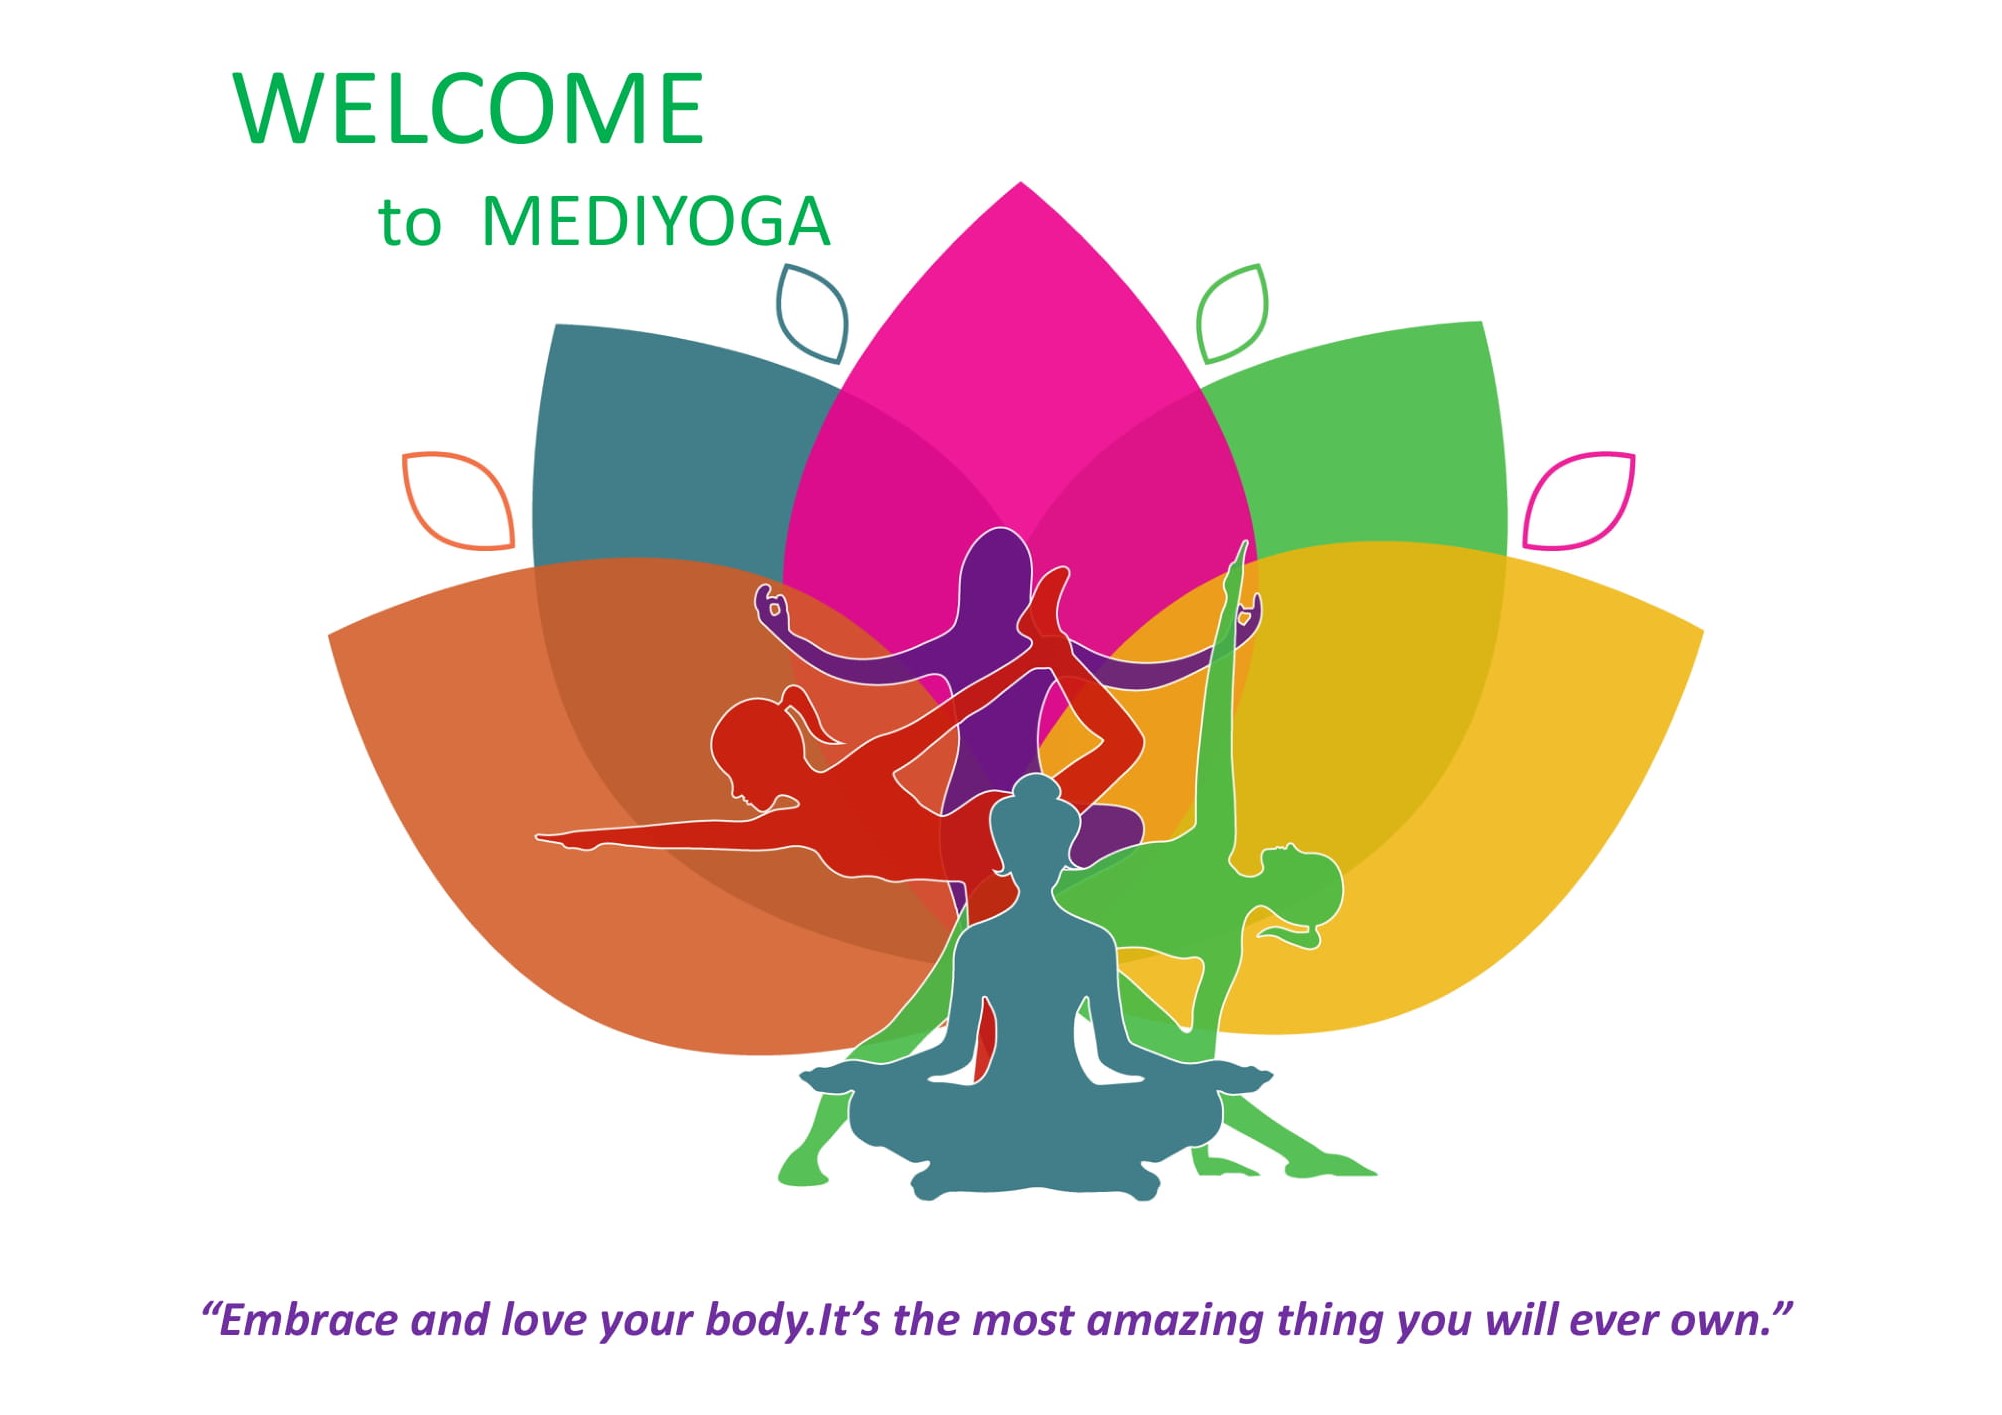 WELCOME
to MEDIYOGA
“Embrace and love your body.It’s the most amazing thing you will ever own.”